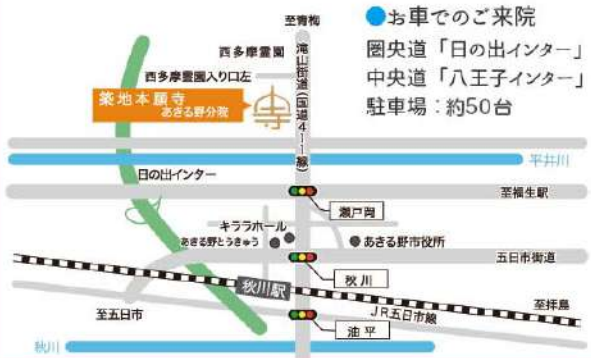 至青梅
●お車でのご来院
圏央道「日の出インター」
中央道「八王子インター」
駐車場：約50台
西多摩霊園
西多摩霊園入り口左
滝山街道(国道411線)
築地本願寺
あきる野分院
平井川
日の出インター
至福生駅
瀬戸岡
キララホール
あきる野とうきゅう
あきる野市役所
五日市街道
秋川
秋川駅
至拝島
至五日市
JR五日市線
油平
秋川